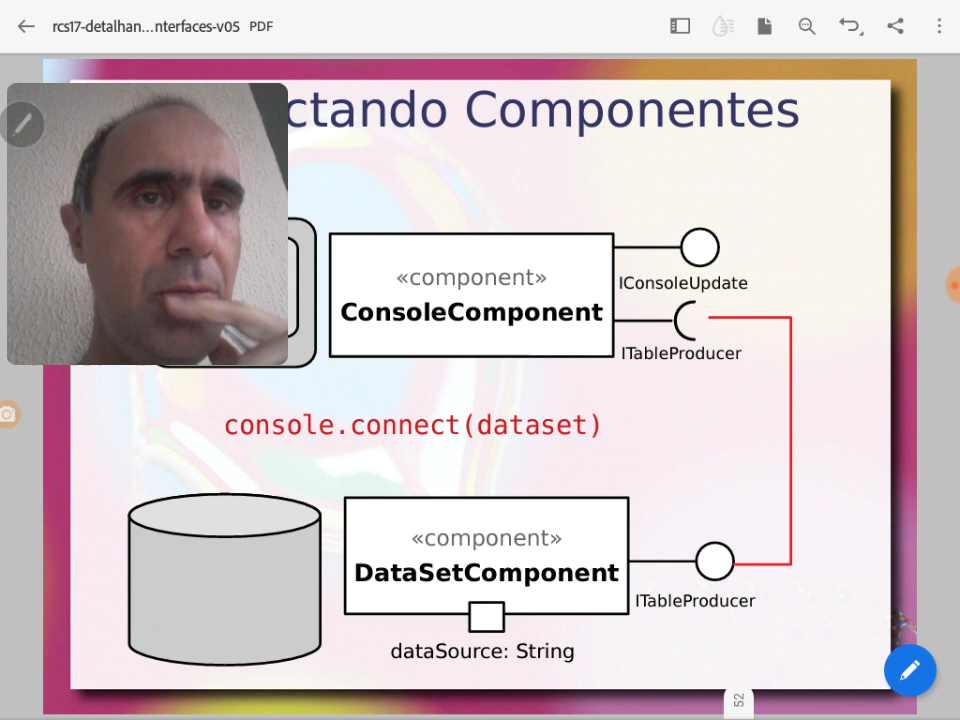 rcs17-detalhan...nterfaces-v05 PDF
ctando Componentes
«component»
ConsoleComponent
IConsoleUpdate
ITableProducer
console.connect(dataset)
«component»
DataSetComponent
ITableProducer
dataSource: String
52